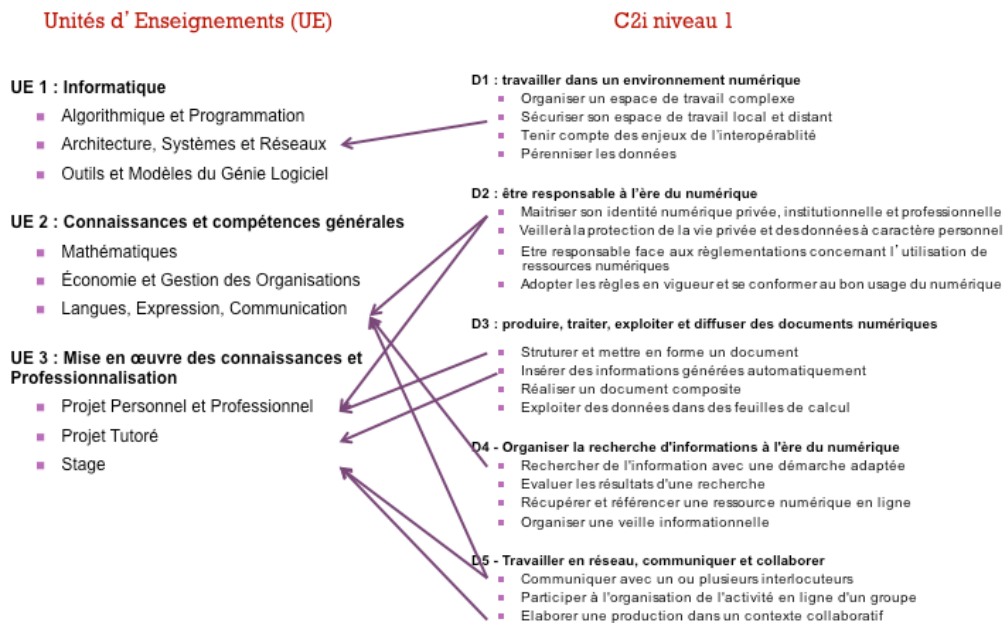 Unités d'Enseignements (UE)
UE 1 : Informatique
Algorithmique et Programmation
Architecture, Systèmes et Réseaux
Outils et Modèles du Génie Logiciel
UE 2 : Connaissances et compétences générales
Mathématiques
Économie et Gestion des Organisations
Langues, Expression, Communication
UE 3 : Mise en œuvre des connaissances et
Professionnalisation
Projet Personnel et Professionnel
Projet Tutoré
Stage
C2i niveau 1
D1 : travailler dans un environnement numérique
Organiser un espace de travail complexe
Sécuriser son espace de travail local et distant
Tenir compte des enjeux de l'interopérablité
Pérenniser les données
D2 : être responsable à l'ère du numérique
Maitriser son identité numérique privée, institutionnelle et professionnelle
Veiller à la protection de la vie privée et des données à caractère personnel
Etre responsable face aux règlementations concernant l'utilisation de
ressources numériques
Adopter les règles en vigueur et se conformer au bon usage du numérique
D3 : produire, traiter, exploiter et diffuser des documents numériques
Struturer et mettre en forme un document
Insérer des informations générées automatiquement
Réaliser un document composite
Exploiter des données dans des feuilles de calcul
D4 - Organiser la recherche d'informations à l'ère du numérique
Rechercher de l'information avec une démarche adaptée
Evaluer les résultats d'une recherche
Récupérer et référencer une ressource numérique en ligne
Organiser une veille informationnelle
D5 - Travailler en réseau, communiquer et collaborer
Communiquer avec un ou plusieurs interlocuteurs
Participer à l'organisation de l'activité en ligne d'un groupe
Elaborer une production dans un contexte collaboratif